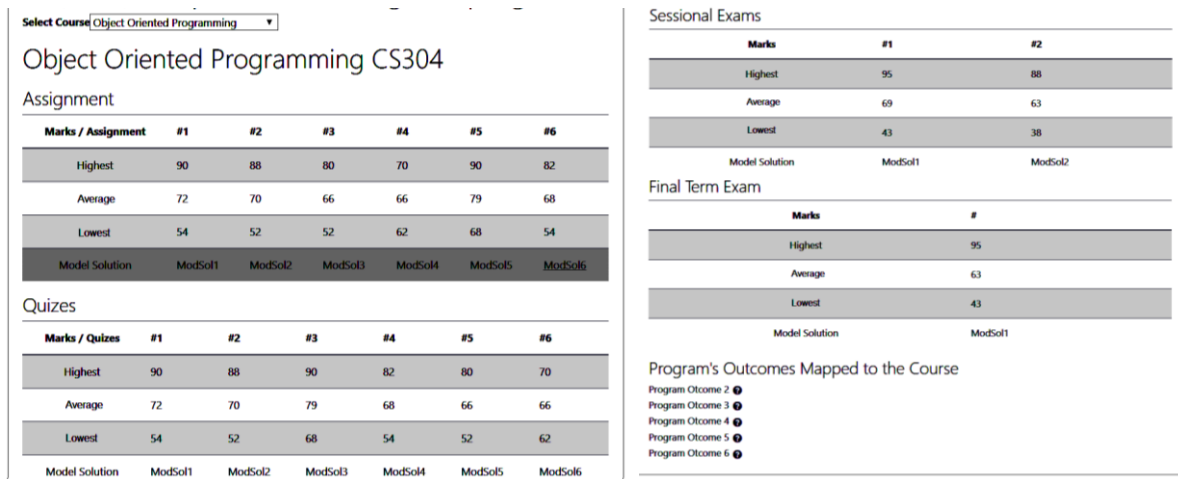 Select Course Object Oriented Programming ▼
Object Oriented Programming CS304
Assignment
Marks / Assignment #1 #2 #3 #4 #5 #6
Highest 90 88 80 70 90 82
Average 72 70 66 66 79 68
Lowest 54 52 52 62 68 54
Model Solution ModSol1 ModSol2 ModSol3 ModSol4 ModSol5 ModSol6
Quizes
Marks / Quizes #1 #2 #3 #4 #5 #6
Highest 90 88 90 82 80 70
Average 72 70 79 68 66 66
Lowest 54 52 68 54 52 62
Model Solution ModSol1 ModSol2 ModSol3 ModSol4 ModSol5 ModSol6
Sessional Exams
Marks #1 #2
Highest 95 88
Average 69 63
Lowest 43 38
Model Solution ModSol1 ModSol2
Final Term Exam
Marks #
Highest 95
Average 63
Lowest 43
Model Solution ModSol1
Program's Outcomes Mapped to the Course
Program Otcome 2 ?
Program Otcome 3 ?
Program Otcome 4 ?
Program Otcome 5 ?
Program Otcome 6 ?